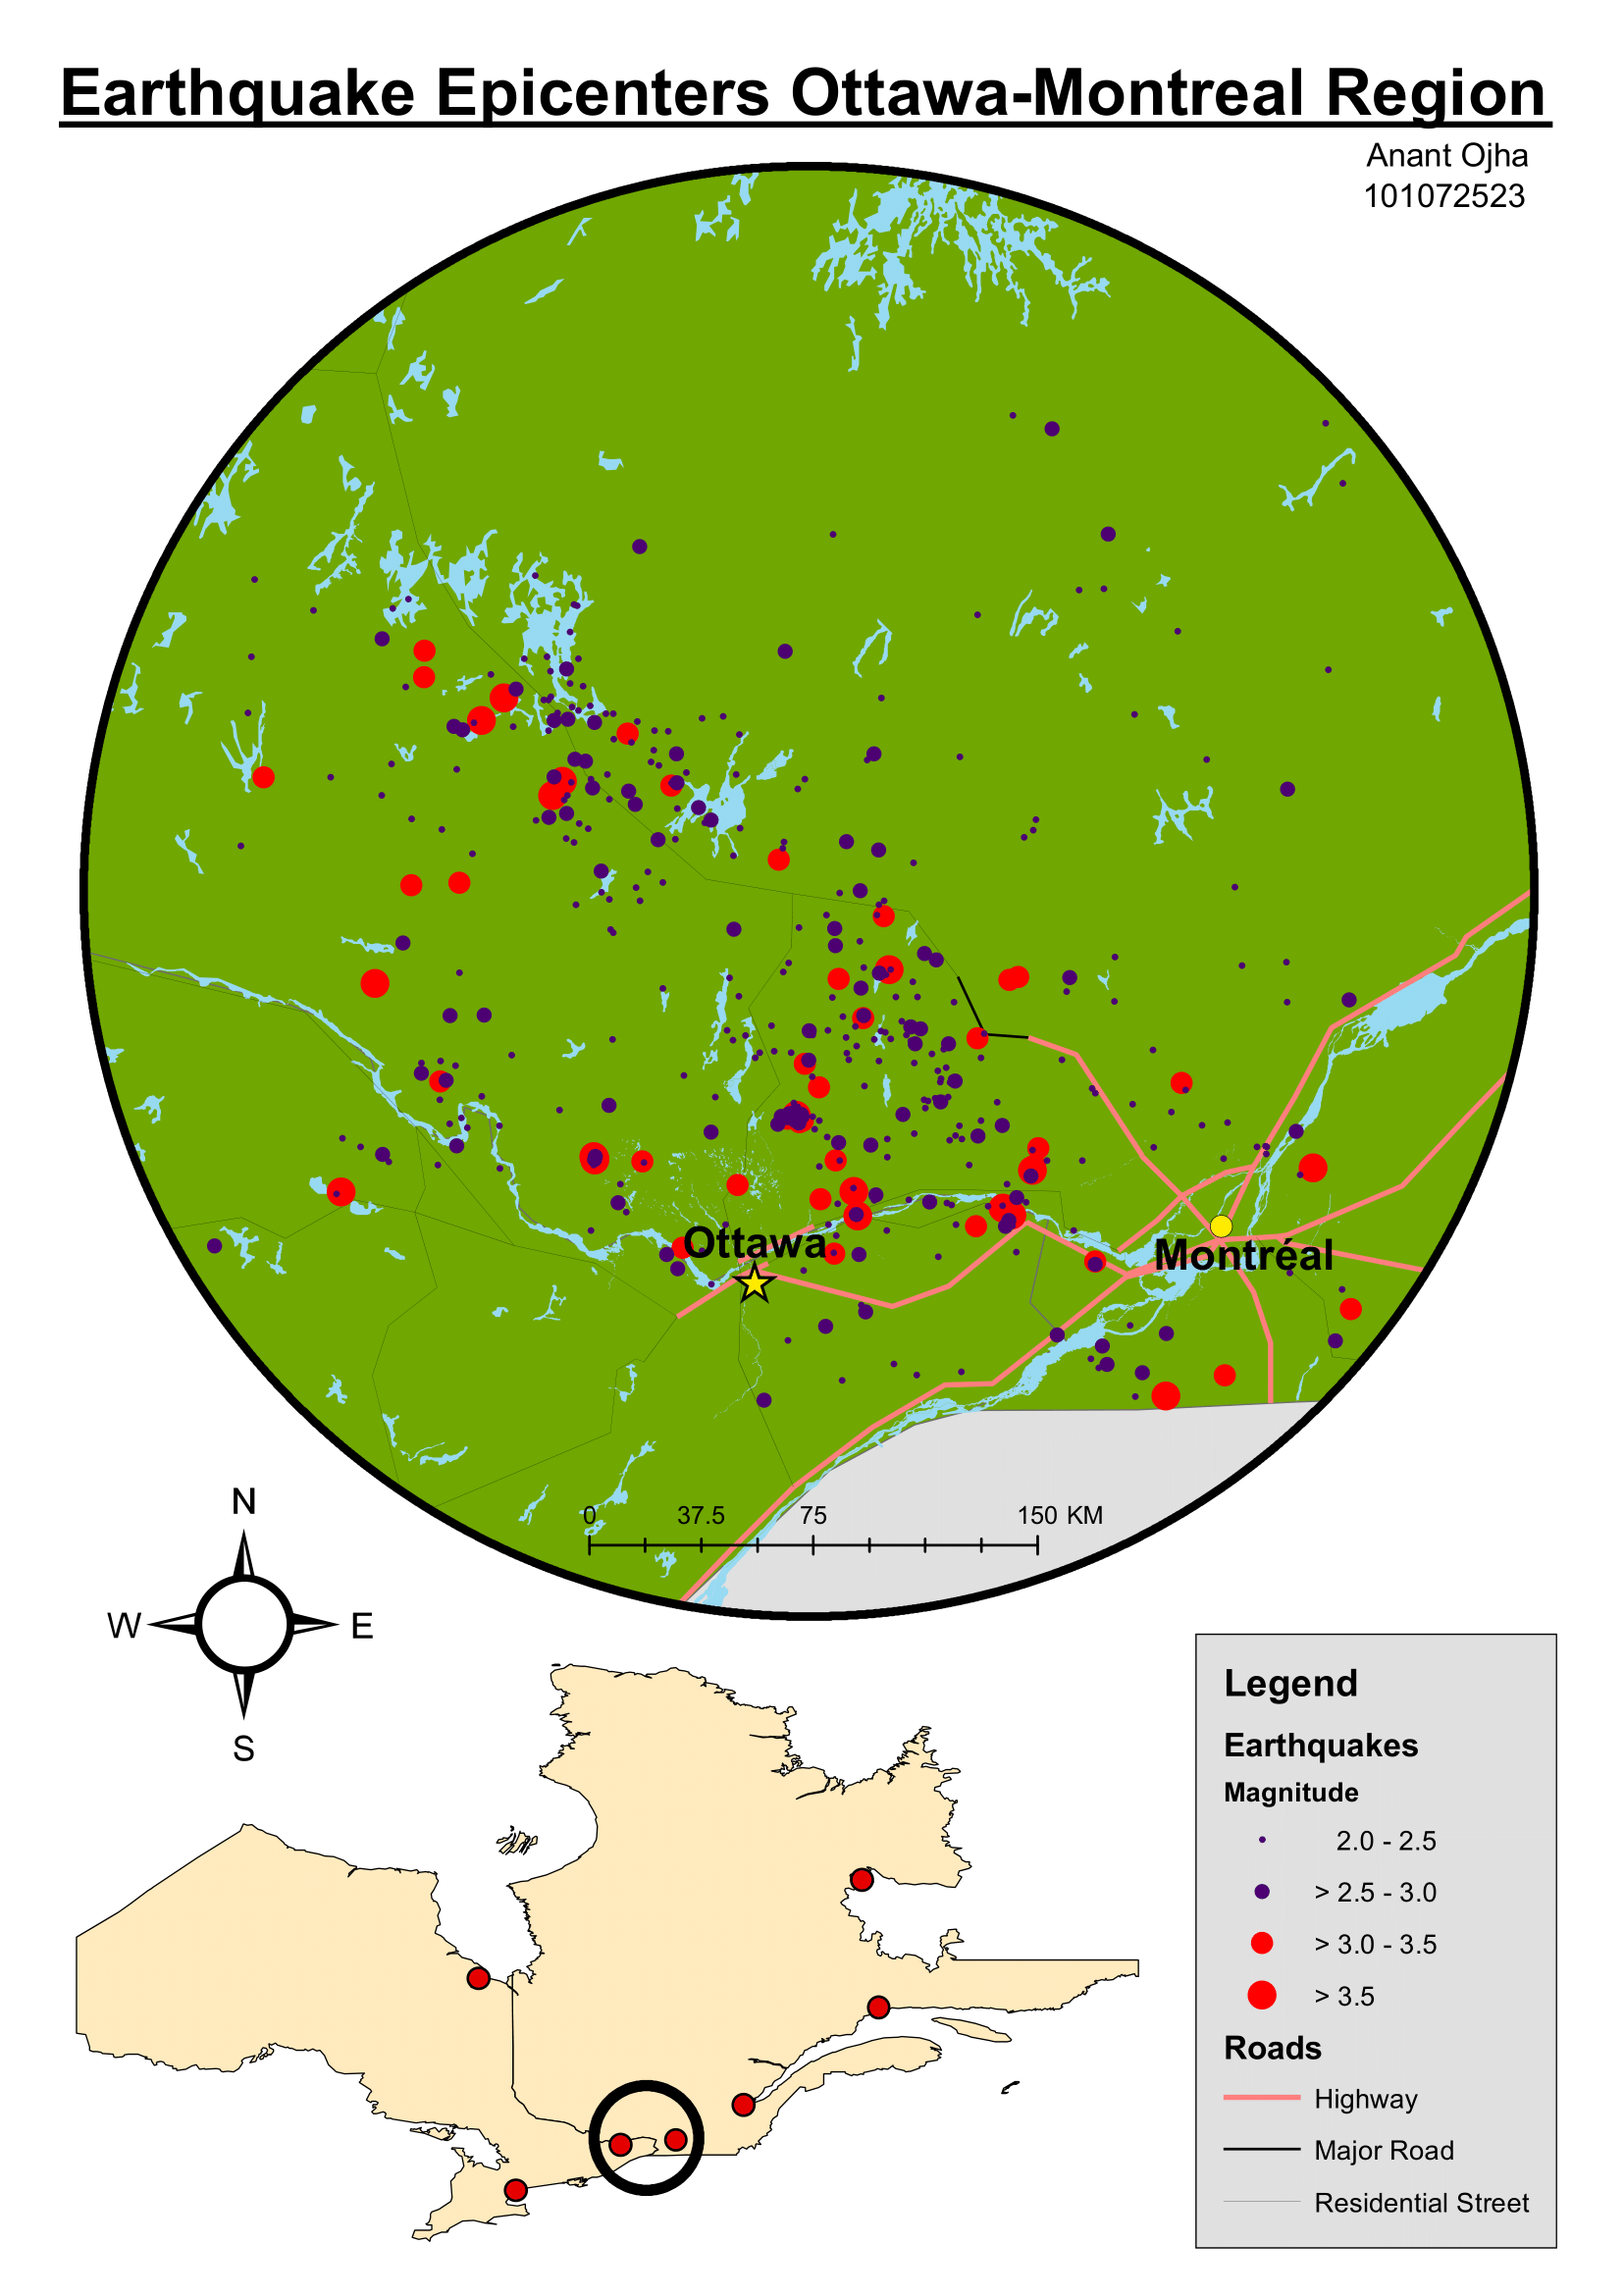 Earthquake Epicenters Ottawa-Montreal Region
Anant Ojha
101072523
Ottawa
Montréal
0 37.5 75 150 KM
N
W E
S
Legend
Earthquakes
Magnitude
2.0 - 2.5
> 2.5 - 3.0
> 3.0 - 3.5
> 3.5
Roads
Highway
Major Road
Residential Street